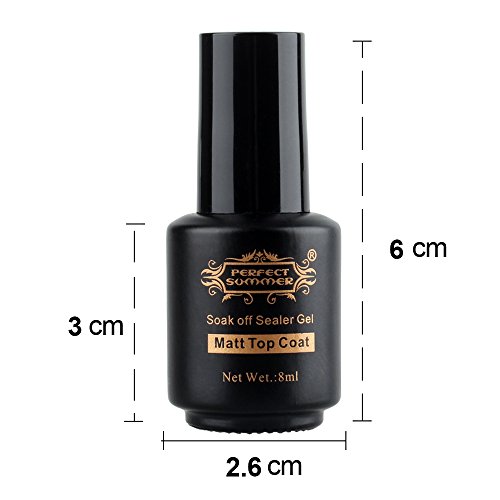 PERFECT
SUMMER
®
Soak off Sealer Gel
Matt Top Coat
Net Wet.:8ml
3 cm
6 cm
2.6 cm